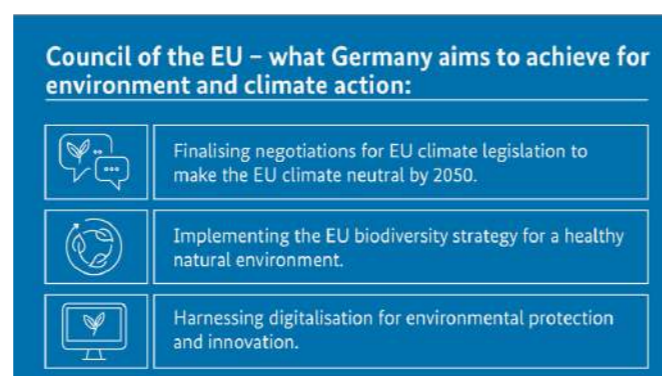 Council of the EU – what Germany aims to achieve for
environment and climate action:
Finalising negotiations for EU climate legislation to
make the EU climate neutral by 2050.
Implementing the EU biodiversity strategy for a healthy
natural environment.
Harnessing digitalisation for environmental protection
and innovation.